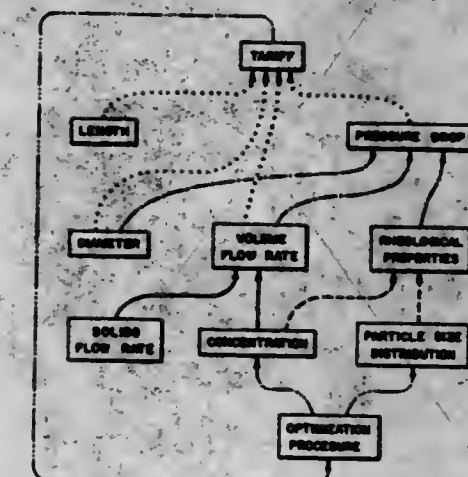 TARIFF
LENGTH
PRESSURE DROP
DIAMETER
VOLUME
FLOW RATE
RHEOLOGICAL
PROPERTIES
SOLIDS
FLOW RATE
CONCENTRATION
PARTICLE SIZE
DISTRIBUTION
OPTIMIZATION
PROCEDURE